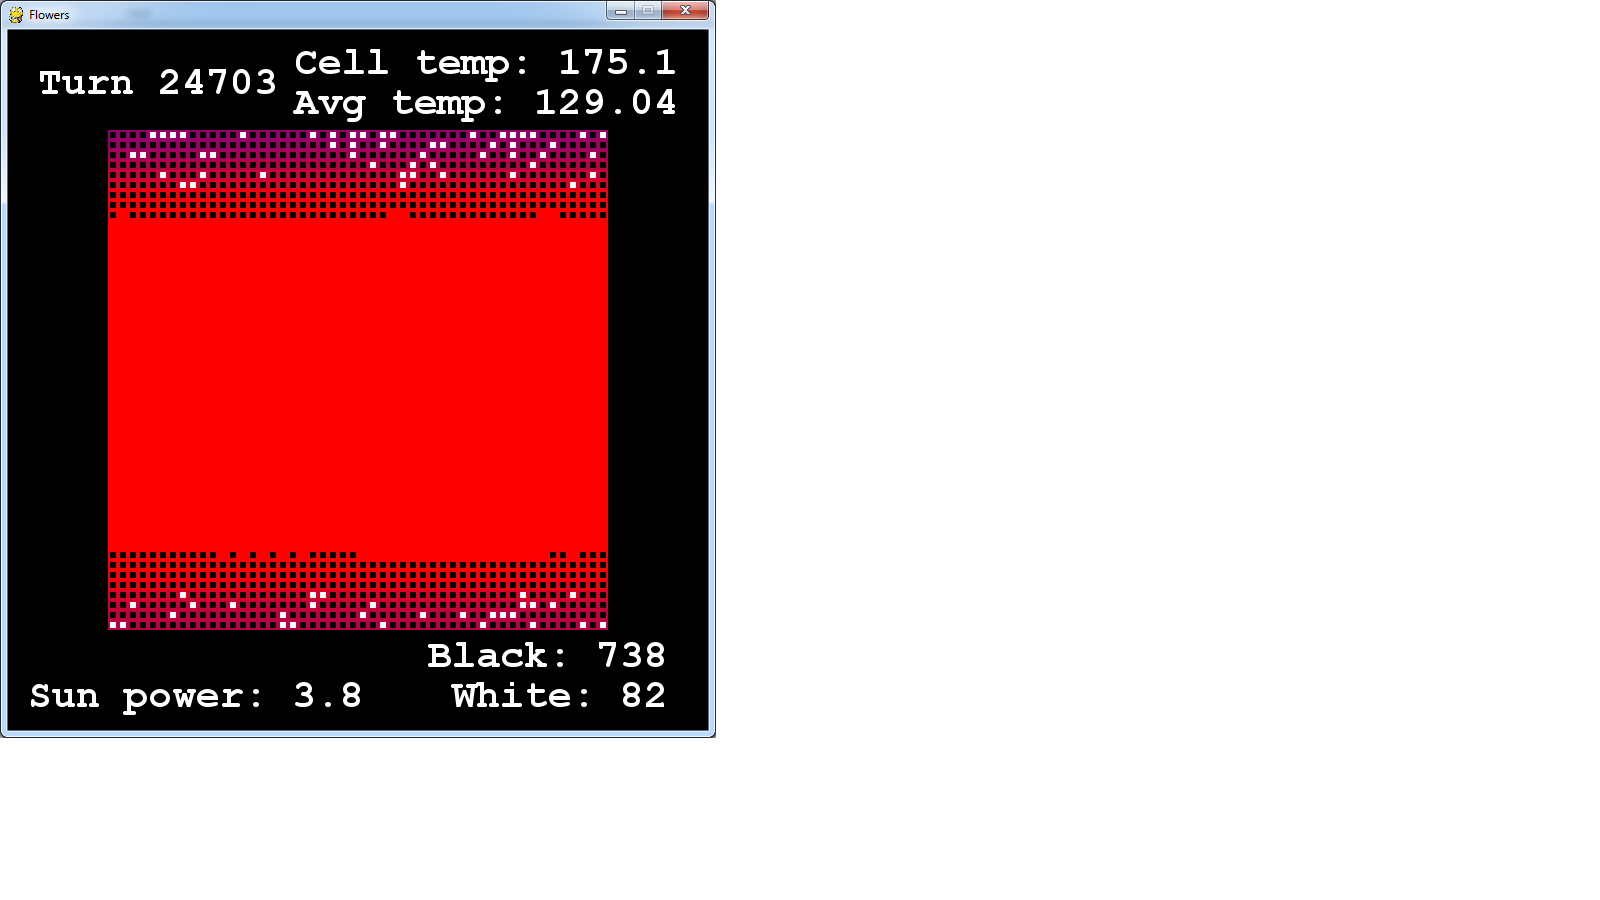 Flowers
Turn 24703
Cell temp: 175.1
Avg temp: 129.04
Black: 738
Sun power: 3.8
White: 82